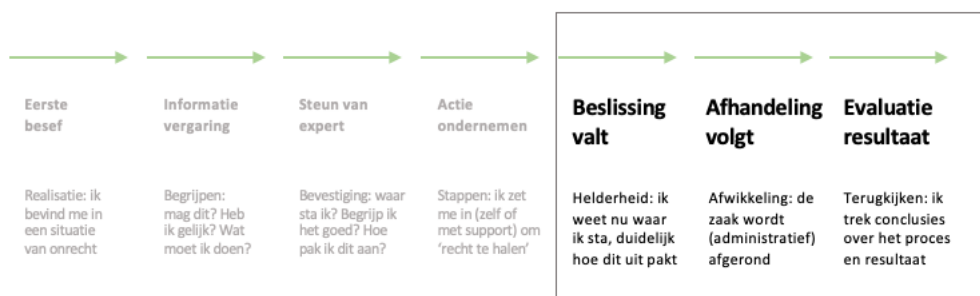 Eerste
besef
Informatie
vergaring
Steun van
expert
Actie
ondernemen
Beslissing
valt
Afhandeling
volgt
Evaluatie
resultaat
Realisatie: ik
bevind me in
een situatie
van onrecht
Begrijpen:
mag dit? Heb
ik gelijk? Wat
moet ik doen?
Bevestiging: waar
sta ik? Begrijp ik
het goed? Hoe
pak ik dit aan?
Stappen: ik zet
me in (zelf of
met support) om
‘recht te halen’
Helderheid: ik
weet nu waar
ik sta, duidelijk
hoe dit uit pakt
Afwikkeling: de
zaak wordt
(administratief)
afgerond
Terugkijken: ik
trek conclusies
over het proces
en resultaat